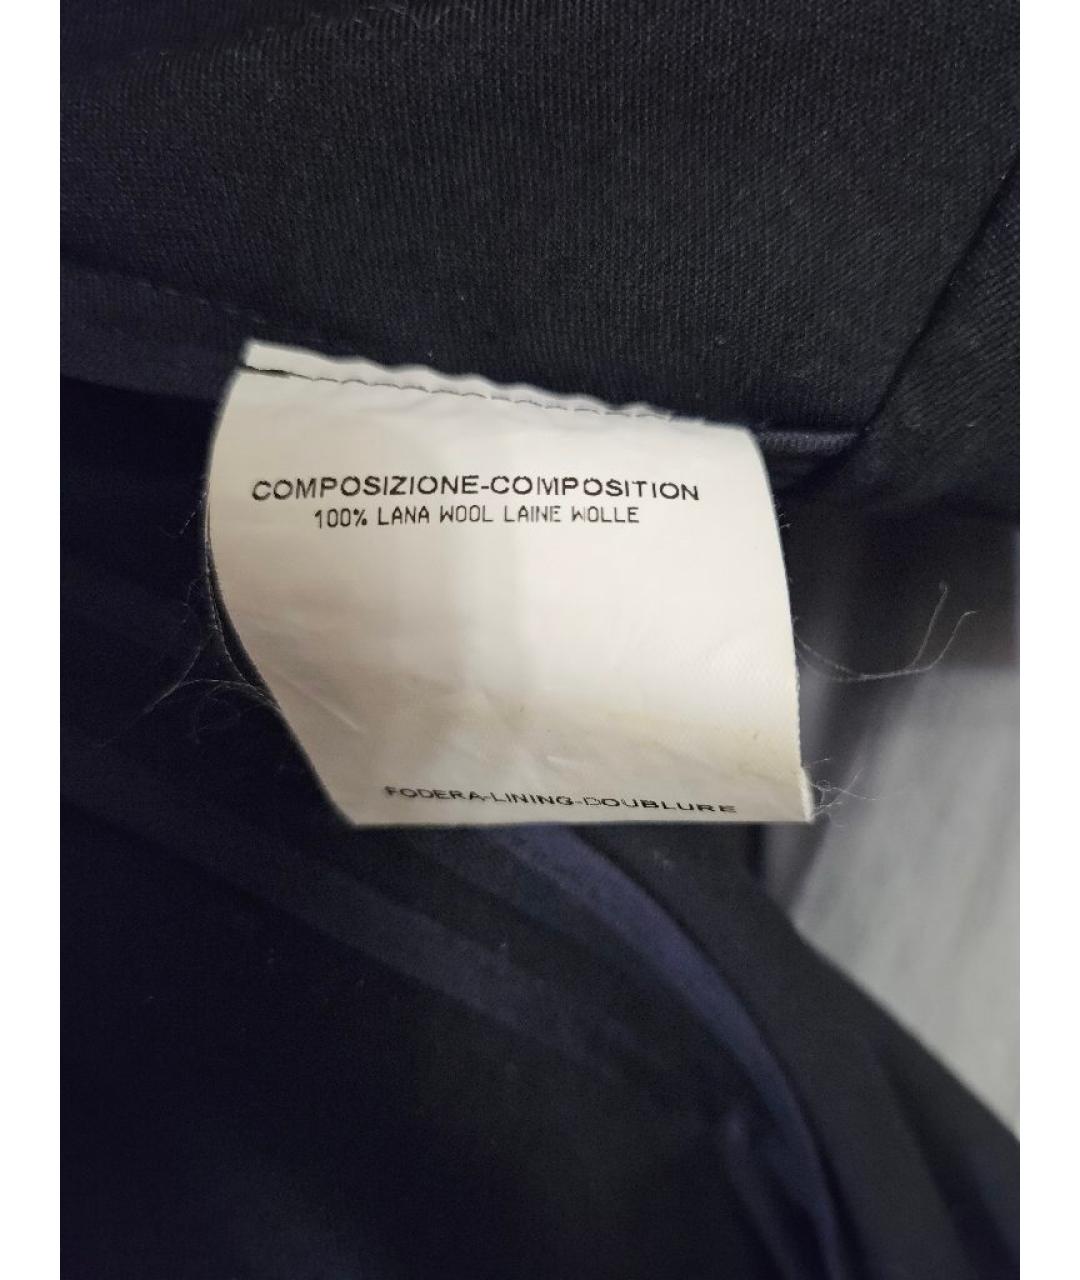 COMPOSIZIONE-COMPOSITION
100% LANA WOOL LAINE WOLLE
FODERA-LINING-DOUBLURE